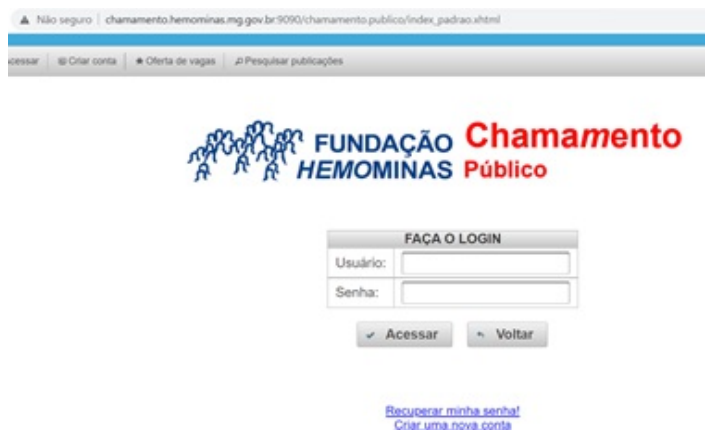 Não seguro | chamamento.hemominas.mg.gov.br:9090/chamamento.publico/index_padrao.xhtml
cessar Criar conta Oferta de vagas Pesquisar publicações
FUNDAÇÃO HEMOMINAS
Chamamento Público
FAÇA O LOGIN
Usuário:
Senha:
Acessar Voltar
Recuperar minha senha!
Criar uma nova conta